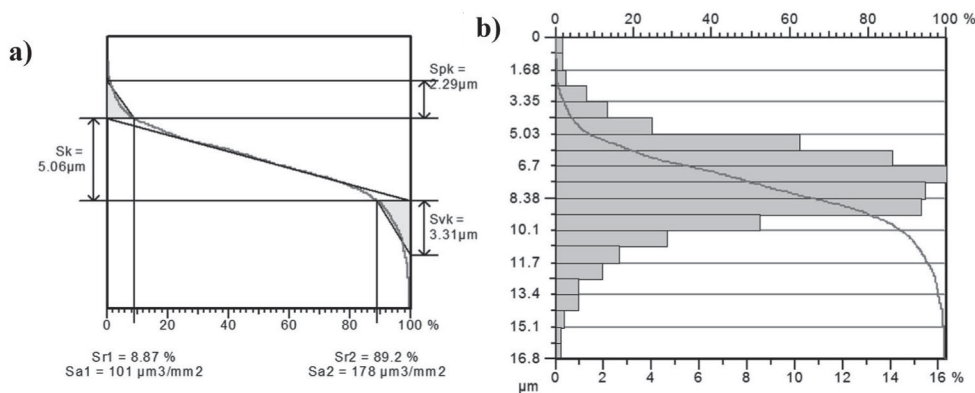 a)
Spk =
2.29µm
Sk =
5.06µm
Svk =
3.31µm
0 20 40 60 80 100 %
Sr1 = 8.87 %
Sa1 = 101 µm3/mm2
Sr2 = 89.2 %
Sa2 = 178 µm3/mm2
b)
0 20 40 60 80 100 %
0
1.68
3.35
5.03
6.7
8.38
10.1
11.7
13.4
15.1
16.8
µm
0 2 4 6 8 10 12 14 16 %